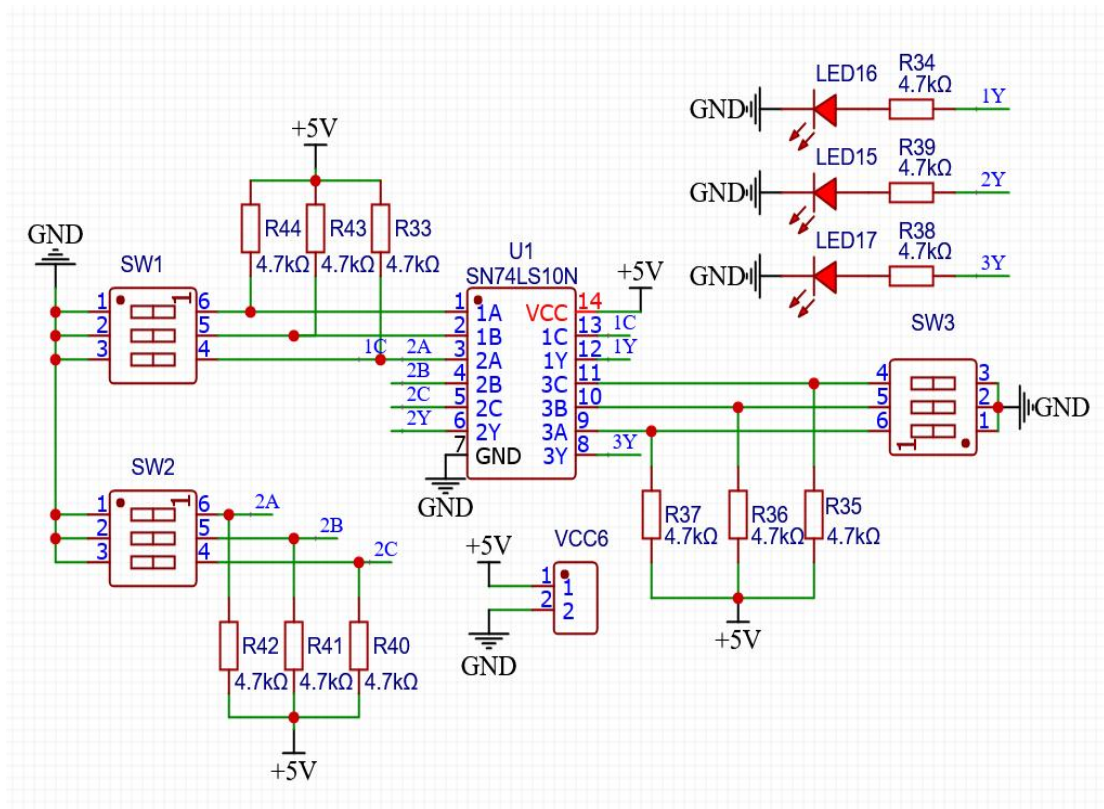 LED16
R34
4.7kΩ
GND
1Y
LED15
R39
4.7kΩ
GND
2Y
LED17
R38
4.7kΩ
GND
3Y
+5V
R44
4.7kΩ
R43
4.7kΩ
R33
4.7kΩ
GND
SW1
1
2
3
1
6
5
4
1C
2A
2B
2C
2Y
U1
SN74LS10N
1 1A
2 1B
3 2A
4 2B
5 2C
6 2Y
7 GND
VCC 14
1C 13
1Y 12
3C 11
3B 10
3A 9
3Y 8
+5V
1C
1Y
3Y
GND
SW3
4
5
6
3
2
1
1
GND
R37
4.7kΩ
R36
4.7kΩ
R35
4.7kΩ
+5V
SW2
1
2
3
1
6
5
4
2A
2B
2C
R42
4.7kΩ
R41
4.7kΩ
R40
4.7kΩ
+5V
+5V
VCC6
1 1
2 2
GND